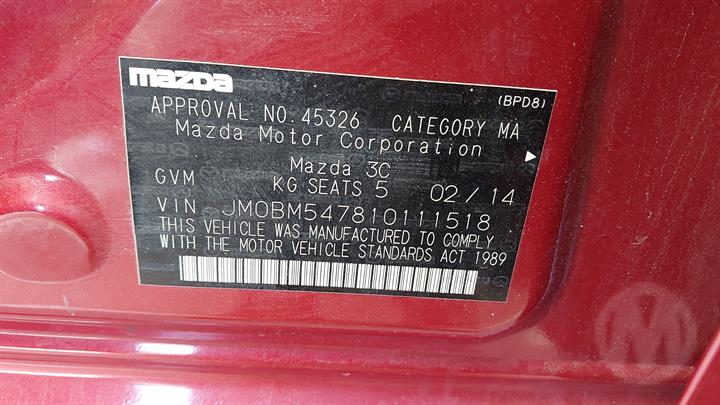 mazda
(BPD8)
APPROVAL NO. 45326 CATEGORY MA
Mazda Motor Corporation
Mazda 3C
GVM KG SEATS 5 02/14
VIN JM0BM547810111518
THIS VEHICLE WAS MANUFACTURED TO COMPLY
WITH THE MOTOR VEHICLE STANDARDS ACT 1989
M